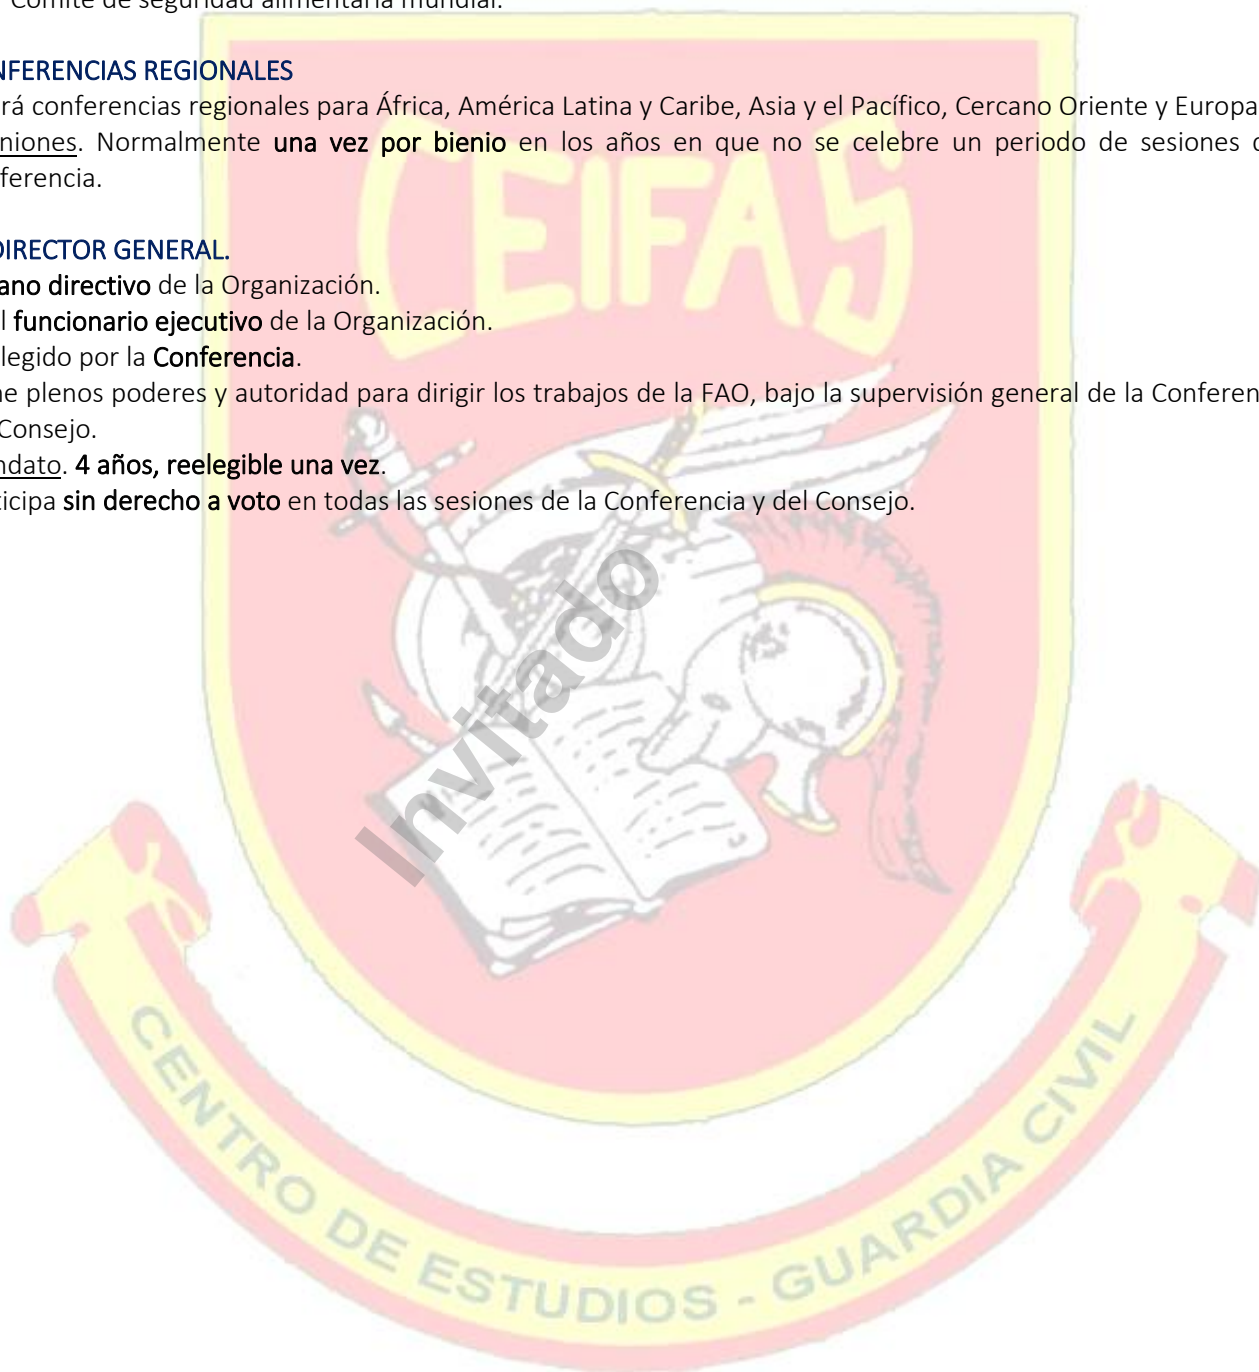 Comité de seguridad alimentaria mundial.
NFERENCIAS REGIONALES
rá conferencias regionales para África, América Latina y Caribe, Asia y el Pacífico, Cercano Oriente y Europa
niones. Normalmente una vez por bienio en los años en que no se celebre un periodo de sesiones
ferencia.
DIRECTOR GENERAL.
ano directivo de la Organización.
l funcionario ejecutivo de la Organización.
legido por la Conferencia.
ne plenos poderes y autoridad para dirigir los trabajos de la FAO, bajo la supervisión general de la Conferen
Consejo.
ndato. 4 años, reelegible una vez.
ticipa sin derecho a voto en todas las sesiones de la Conferencia y del Consejo.
CEIFAS
Invitado
CENTRO DE ESTUDIOS - GUARDIA CIVIL